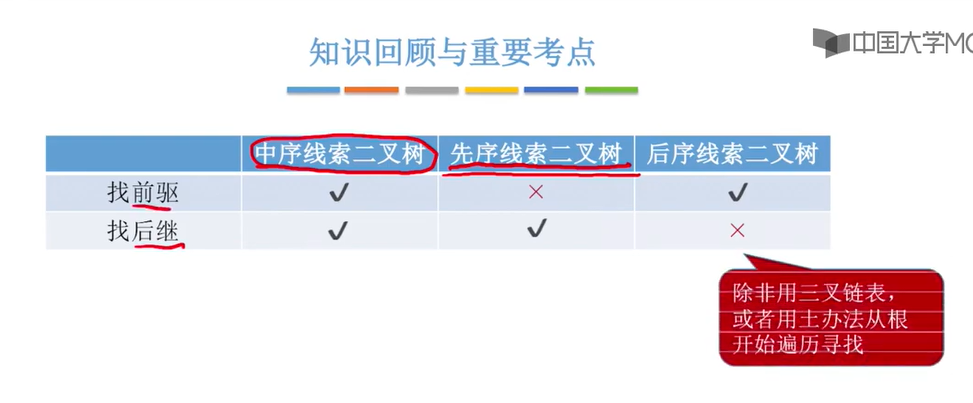 中国大学MO
知识回顾与重要考点
中序线索二叉树 先序线索二叉树 后序线索二叉树
找前驱 ✔ × ✔
找后继 ✔ ✔ ×
除非用三叉链表，
或者用土办法从根
开始遍历寻找